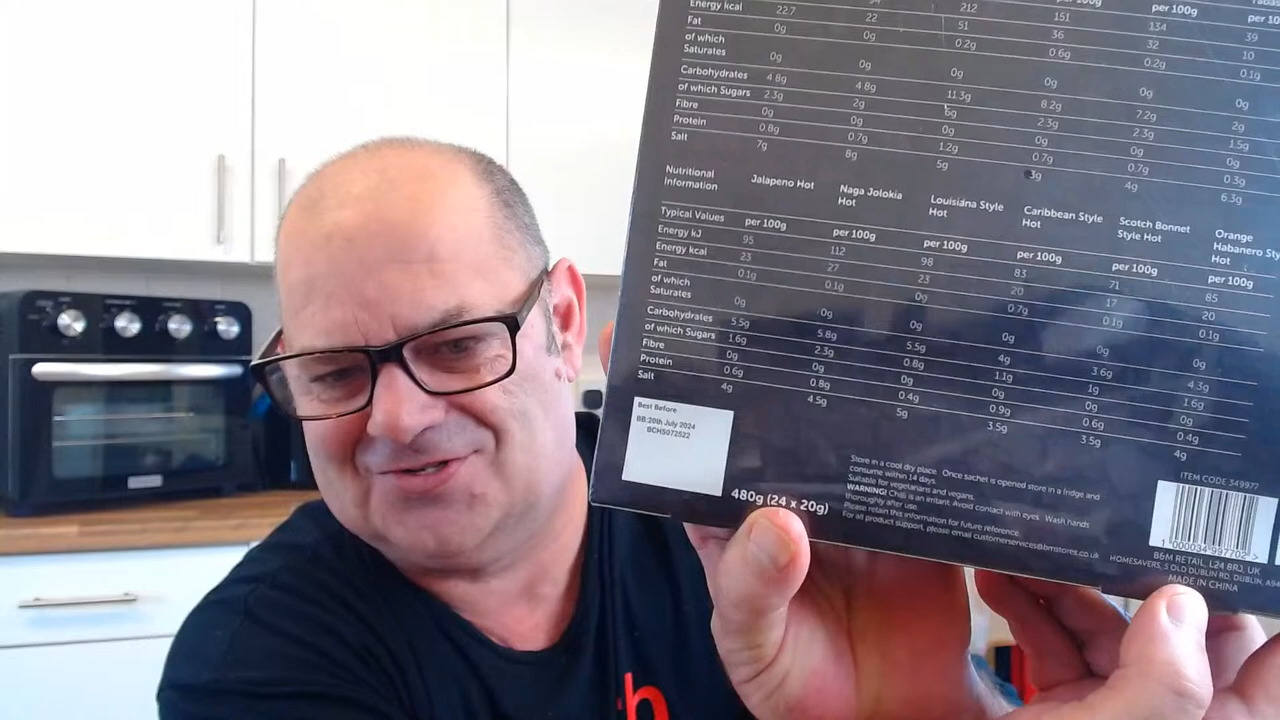 per 100g per 100g Tabas
Energy kcal 22.7 22 212 151 134 39
Fat 0g 0g 51 36 32 10
of which 0.2g 0.6g 0.2g 0.1g
Saturates 0g 0g 0g 0g 0g 0g
Carbohydrates 4.8g 4.8g 11.3g 8.2g 7.2g 2g
of which Sugars 2.3g 2g 6g 2.3g 2.3g 1.5g
Fibre 0g 0g 0g 0g 0g 0g
Protein 0.8g 0.7g 1.2g 0.7g 0.7g 0.3g
Salt 7g 8g 5g 3g 4g 6.3g
Nutritional
Information
Jalapeno Hot
Naga Jolokia
Hot
Louisiana Style
Hot
Caribbean Style
Hot
Scotch Bonnet
Style Hot
Orange
Habanero Sty
Hot
Typical Values per 100g per 100g per 100g per 100g per 100g per 100g
Energy kJ 95 112 98 83 71 85
Energy kcal 23 27 23 20 17 20
Fat 0.1g 0.1g 0g 0.7g 0.1g 0.1g
of which
Saturates 0g 0g 0g 0g 0g 0g
Carbohydrates 5.5g 5.8g 5.5g 4g 3.6g 4.3g
of which Sugars 1.6g 2.3g 0.8g 1.1g 1g 1.6g
Fibre 0g 0g 0g 0g 0g
Protein 0.6g 0.8g 0.4g 0.9g 0.6g 0.4g
Salt 4g 4.5g 5g 3.5g 3.5g 4g
Best Before
BB:20th July 2024
BCH5072522
480g (24 x 20g)
Store in a cool dry place. Once sachet is opened store in a fridge and
consume within 14 days.
Suitable for vegetarians and vegans.
WARNING! Chilli is an irritant. Avoid contact with eyes. Wash hands
thoroughly after use.
Please retain this information for future reference.
For all product support, please email customerservices@bmstores.co.uk
ITEM CODE 349977
1 000034 997702 >
B&M RETAIL, L24 8RJ, UK
HOMESAVERS, 5 OLD DUBLIN RD, DUBLIN, A94
MADE IN CHINA
b